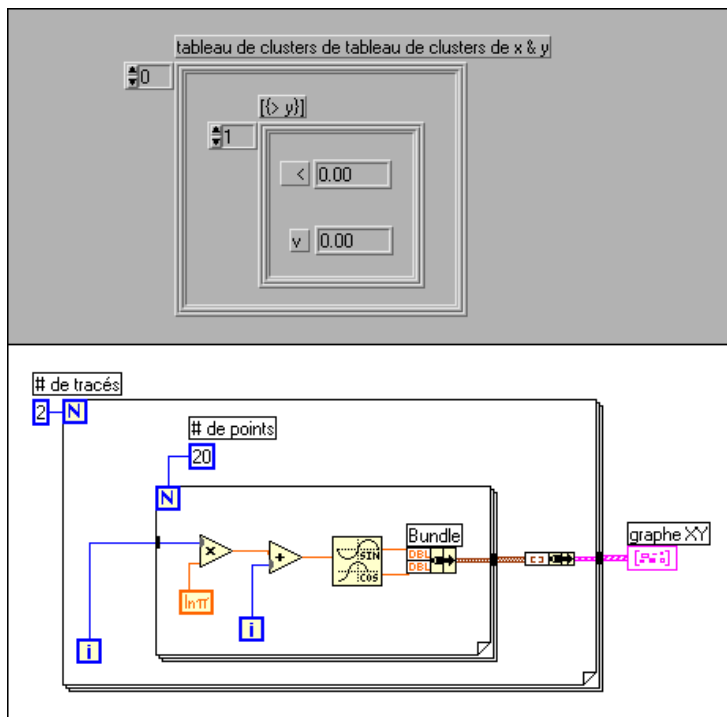 tableau de clusters de tableau de clusters de x & y
0
[{> y}]
1
< 0.00
v 0.00
# de tracés
2 N
# de points
20
N
Bundle
graphe XY
x
+
SIN
COS
DBL
DBL
lnπ
i
i